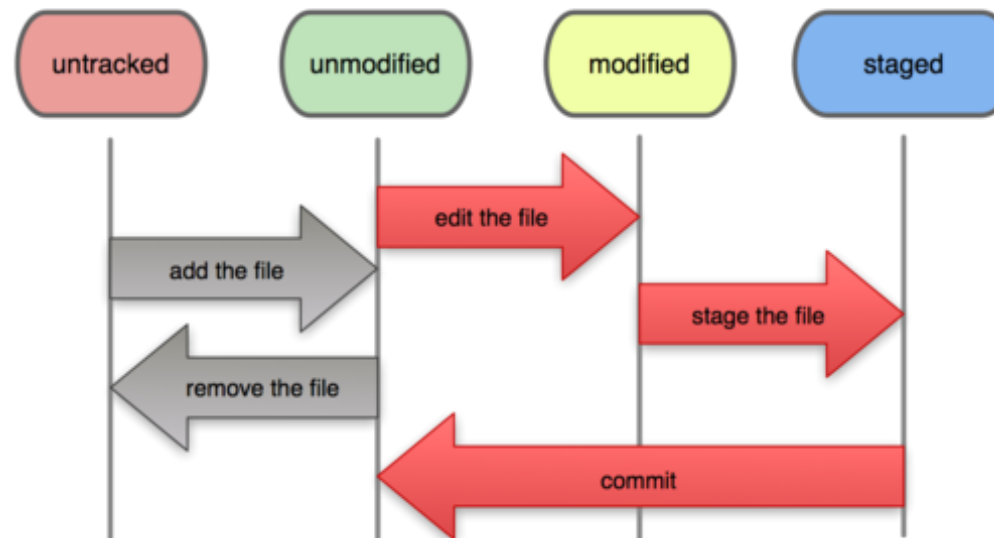 untracked
unmodified
modified
staged
edit the file
add the file
stage the file
remove the file
commit